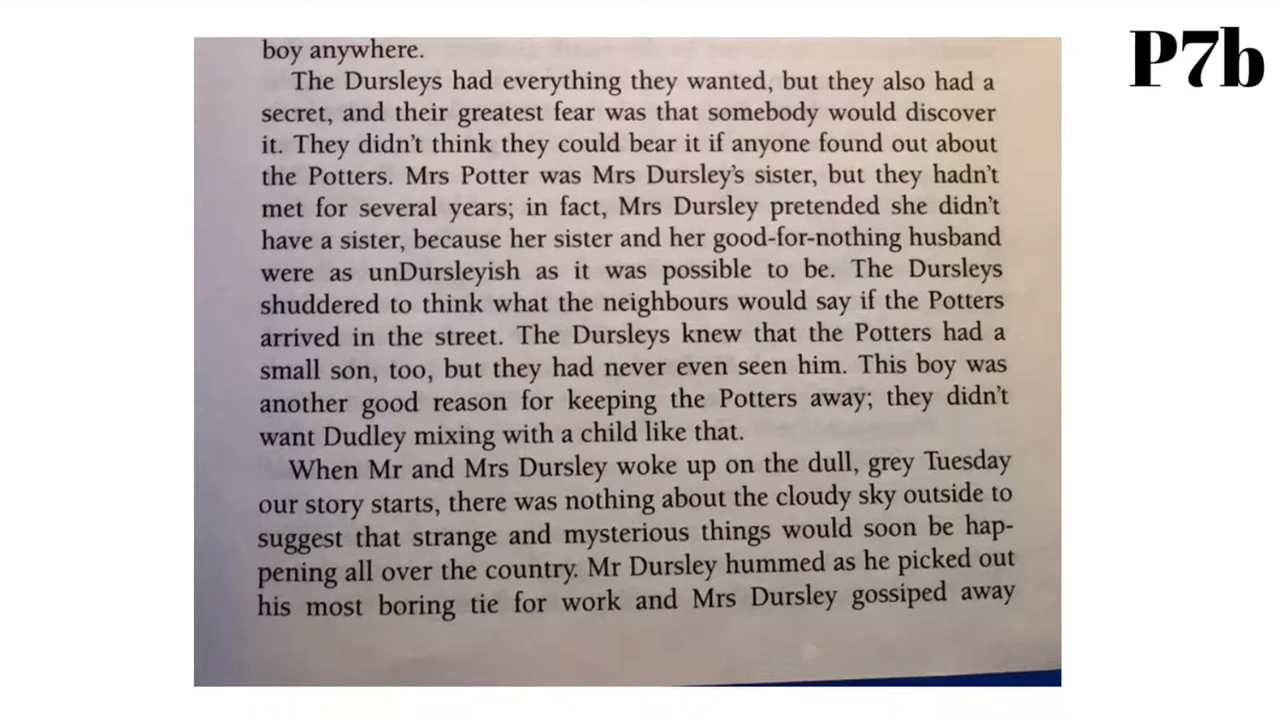 P7b
boy anywhere.
The Dursleys had everything they wanted, but they also had a
secret, and their greatest fear was that somebody would discover
it. They didn't think they could bear it if anyone found out about
the Potters. Mrs Potter was Mrs Dursley's sister, but they hadn't
met for several years; in fact, Mrs Dursley pretended she didn't
have a sister, because her sister and her good-for-nothing husband
were as unDursleyish as it was possible to be. The Dursleys
shuddered to think what the neighbours would say if the Potters
arrived in the street. The Dursleys knew that the Potters had a
small son, too, but they had never even seen him. This boy was
another good reason for keeping the Potters away; they didn't
want Dudley mixing with a child like that.
When Mr and Mrs Dursley woke up on the dull, grey Tuesday
our story starts, there was nothing about the cloudy sky outside to
suggest that strange and mysterious things would soon be hap-
pening all over the country. Mr Dursley hummed as he picked out
his most boring tie for work and Mrs Dursley gossiped away